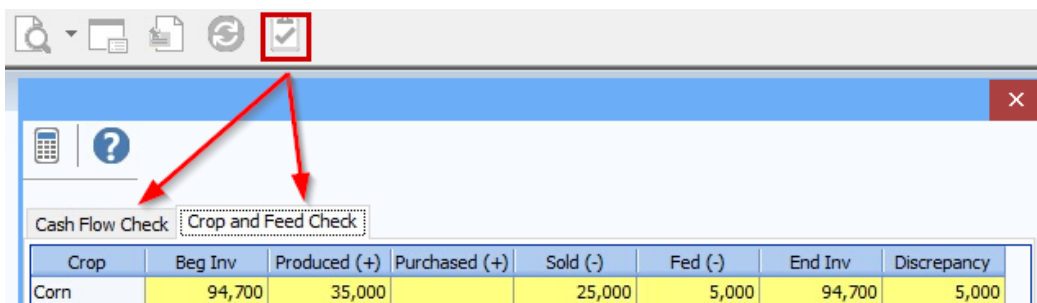 Cash Flow Check Crop and Feed Check
Crop Beg Inv Produced (+) Purchased (+) Sold (-) Fed (-) End Inv Discrepancy
Corn 94,700 35,000 25,000 5,000 94,700 5,000